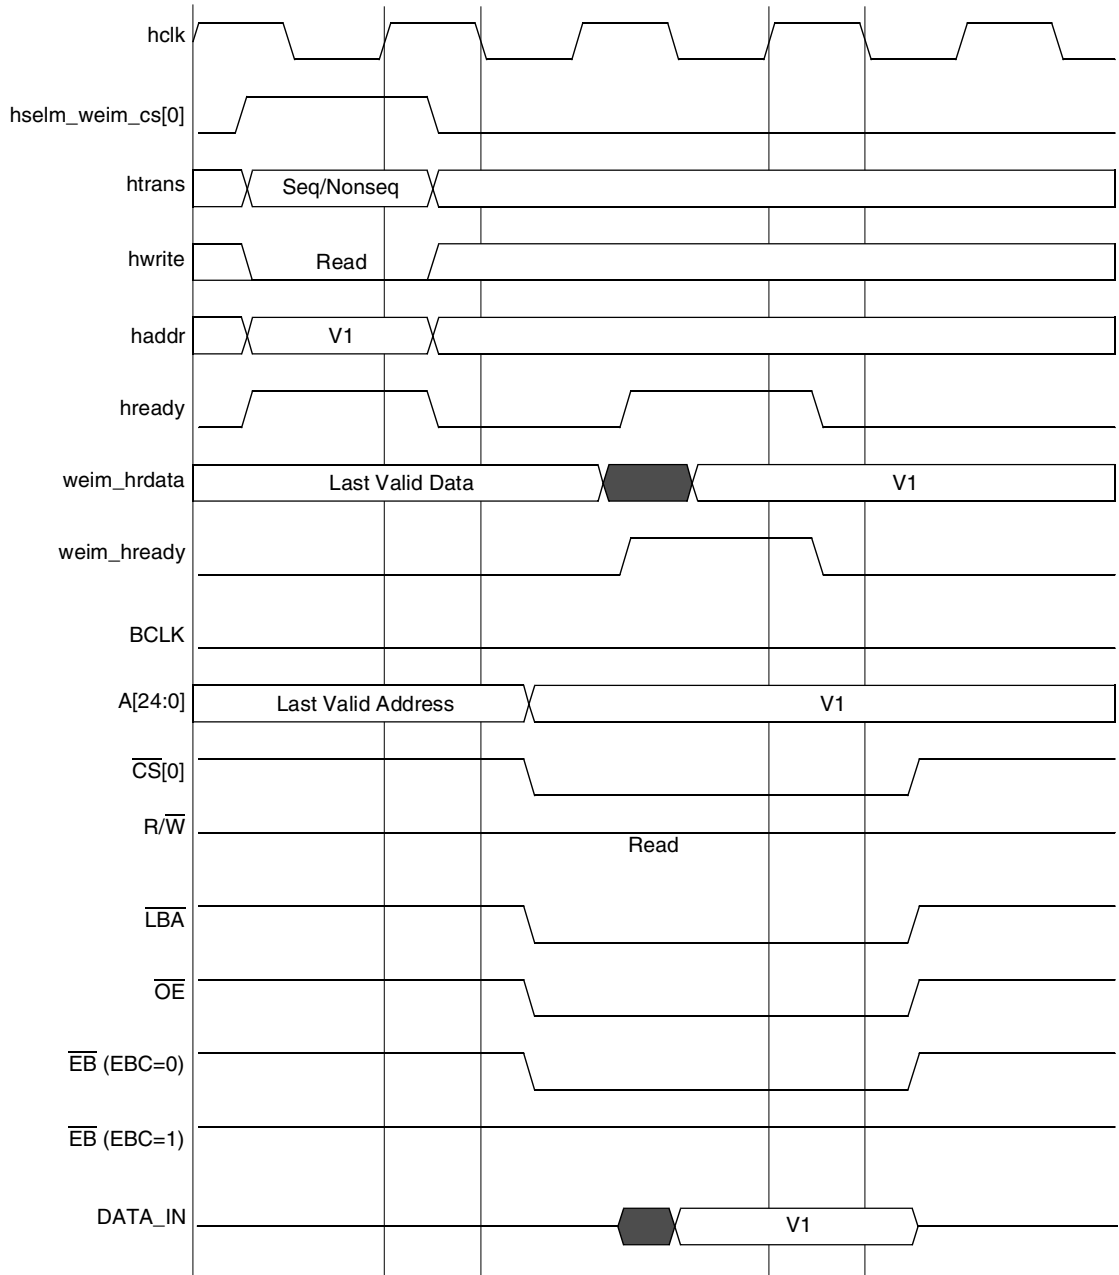 hclk
hselm_weim_cs[0]
htrans Seq/Nonseq
hwrite Read
haddr V1
hready
weim_hrdata Last Valid Data V1
weim_hready
BCLK
A[24:0] Last Valid Address V1
CS[0]
R/W
Read
LBA
OE
EB (EBC=0)
EB (EBC=1)
DATA_IN V1